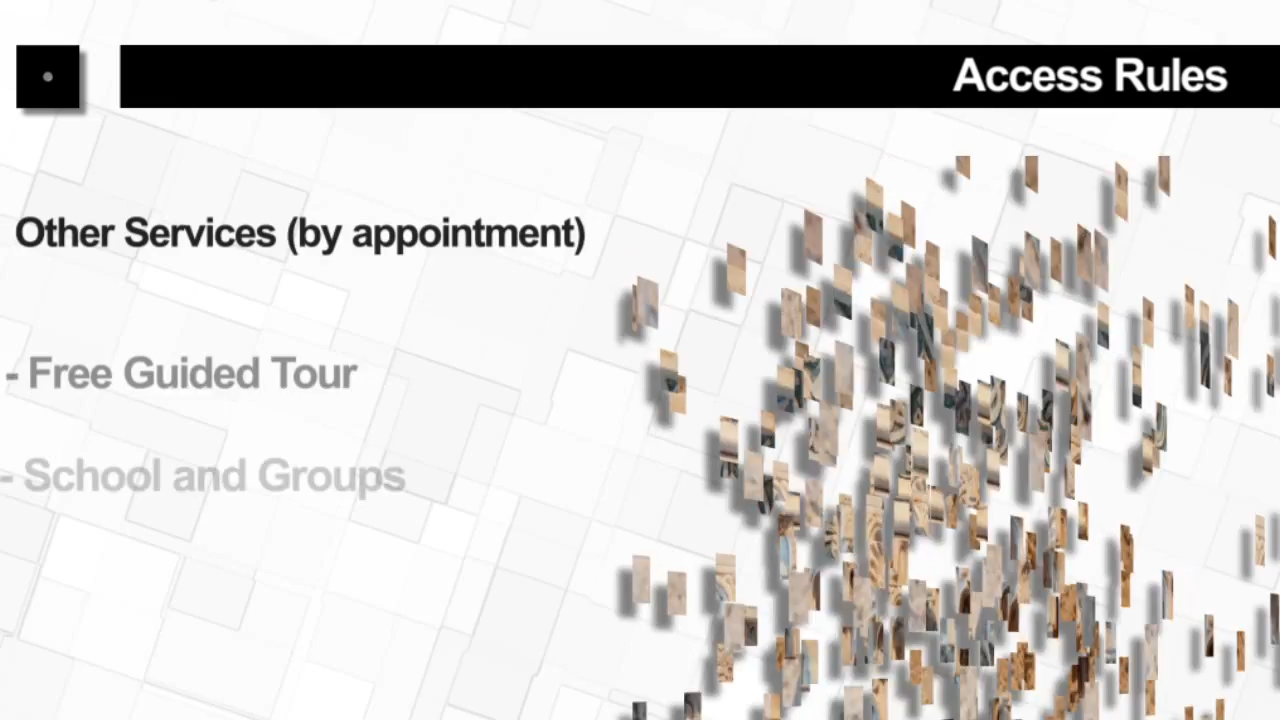 Access Rules
Other Services (by appointment)
- Free Guided Tour
- School and Groups